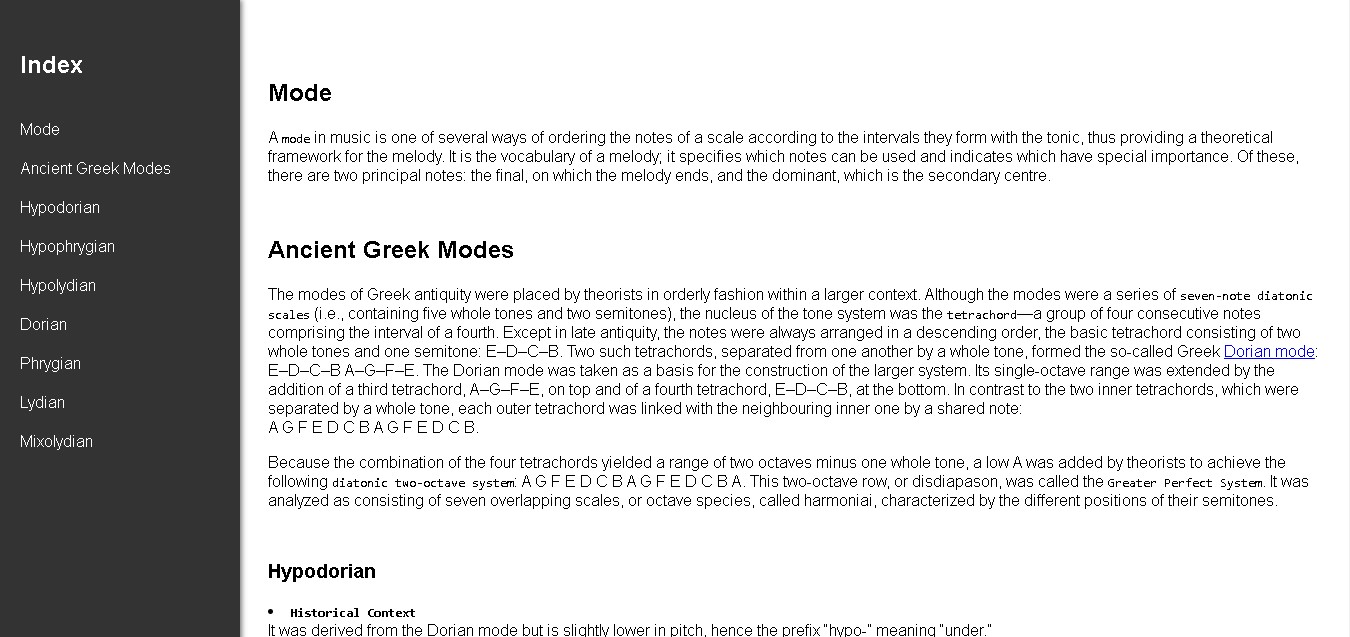 Index
Mode
Ancient Greek Modes
Hypodorian
Hypophrygian
Hypolydian
Dorian
Phrygian
Lydian
Mixolydian
Mode
A mode in music is one of several ways of ordering the notes of a scale according to the intervals they form with the tonic, thus providing a theoretical
framework for the melody. It is the vocabulary of a melody; it specifies which notes can be used and indicates which have special importance. Of these,
there are two principal notes: the final, on which the melody ends, and the dominant, which is the secondary centre.
Ancient Greek Modes
The modes of Greek antiquity were placed by theorists in orderly fashion within a larger context. Although the modes were a series of seven-note diatonic
scales (i.e., containing five whole tones and two semitones), the nucleus of the tone system was the tetrachord—a group of four consecutive notes
comprising the interval of a fourth. Except in late antiquity, the notes were always arranged in a descending order, the basic tetrachord consisting of two
whole tones and one semitone: E–D–C–B. Two such tetrachords, separated from one another by a whole tone, formed the so-called Greek Dorian mode:
E–D–C–B A–G–F–E. The Dorian mode was taken as a basis for the construction of the larger system. Its single-octave range was extended by the
addition of a third tetrachord, A–G–F–E, on top and of a fourth tetrachord, E–D–C–B, at the bottom. In contrast to the two inner tetrachords, which were
separated by a whole tone, each outer tetrachord was linked with the neighbouring inner one by a shared note:
A G F E D C B A G F E D C B.
Because the combination of the four tetrachords yielded a range of two octaves minus one whole tone, a low A was added by theorists to achieve the
following diatonic two-octave system: A G F E D C B A G F E D C B A. This two-octave row, or disdiapason, was called the Greater Perfect System. It was
analyzed as consisting of seven overlapping scales, or octave species, called harmoniai, characterized by the different positions of their semitones.
Hypodorian
• Historical Context
It was derived from the Dorian mode but is slightly lower in pitch, hence the prefix "hypo-" meaning "under."